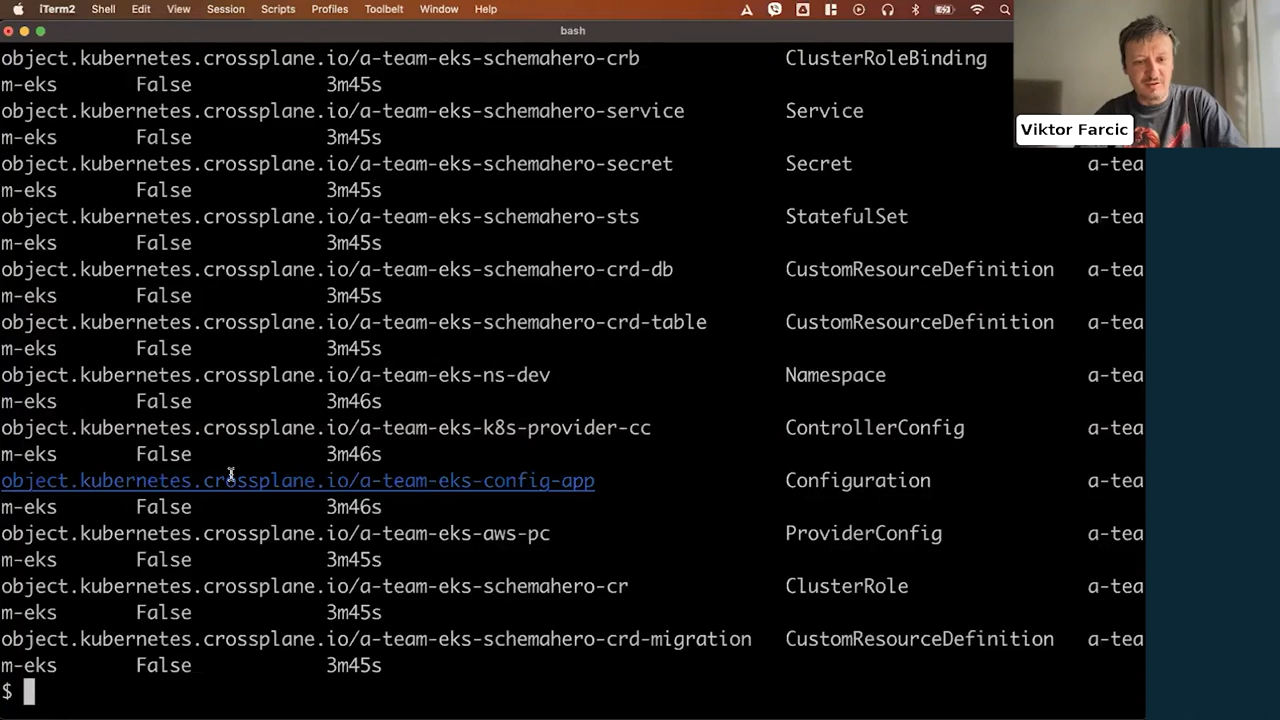 iTerm2 Shell Edit View Session Scripts Profiles Toolbelt Window Help
bash
object.kubernetes.crossplane.io/a-team-eks-schemahero-crb ClusterRoleBinding
m-eks False 3m45s
object.kubernetes.crossplane.io/a-team-eks-schemahero-service Service
m-eks False 3m45s
object.kubernetes.crossplane.io/a-team-eks-schemahero-secret Secret a-tea
m-eks False 3m45s
object.kubernetes.crossplane.io/a-team-eks-schemahero-sts StatefulSet a-tea
m-eks False 3m45s
object.kubernetes.crossplane.io/a-team-eks-schemahero-crd-db CustomResourceDefinition a-tea
m-eks False 3m45s
object.kubernetes.crossplane.io/a-team-eks-schemahero-crd-table CustomResourceDefinition a-tea
m-eks False 3m45s
object.kubernetes.crossplane.io/a-team-eks-ns-dev Namespace a-tea
m-eks False 3m46s
object.kubernetes.crossplane.io/a-team-eks-k8s-provider-cc ControllerConfig a-tea
m-eks False 3m46s
object.kubernetes.crossplane.io/a-team-eks-config-app Configuration a-tea
m-eks False 3m46s
object.kubernetes.crossplane.io/a-team-eks-aws-pc ProviderConfig a-tea
m-eks False 3m45s
object.kubernetes.crossplane.io/a-team-eks-schemahero-cr ClusterRole a-tea
m-eks False 3m45s
object.kubernetes.crossplane.io/a-team-eks-schemahero-crd-migration CustomResourceDefinition a-tea
m-eks False 3m45s
$
Viktor Farcic